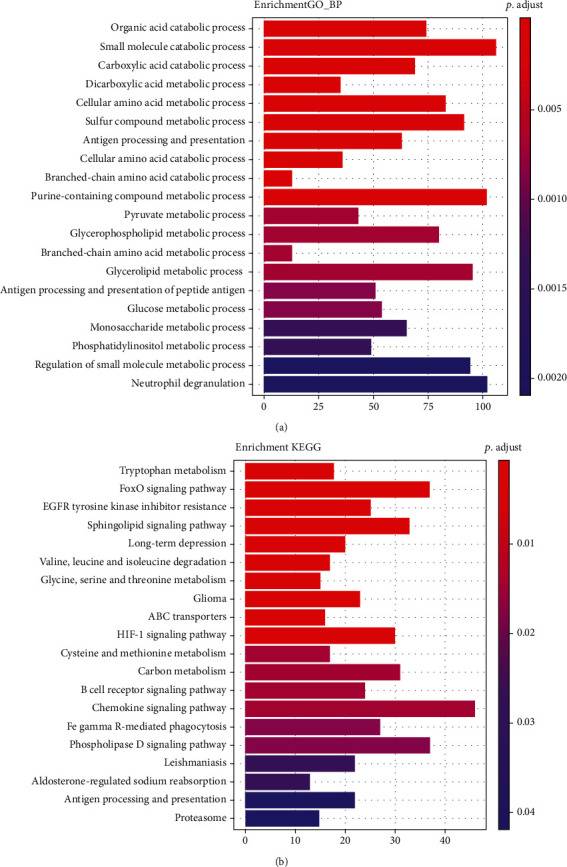 EnrichmentGO_BP
p. adjust
Organic acid catabolic process
Small molecule catabolic process
Carboxylic acid catabolic process
Dicarboxylic acid metabolic process
Cellular amino acid metabolic process
Sulfur compound metabolic process
Antigen processing and presentation
Cellular amino acid catabolic process
Branched-chain amino acid catabolic process
Purine-containing compound metabolic process
Pyruvate metabolic process
Glycerophospholipid metabolic process
Branched-chain amino acid metabolic process
Glycerolipid metabolic process
Antigen processing and presentation of peptide antigen
Glucose metabolic process
Monosaccharide metabolic process
Phosphatidylinositol metabolic process
Regulation of small molecule metabolic process
Neutrophil degranulation
0 25 50 75 100
0.005
0.0010
0.0015
0.0020
(a)
Enrichment KEGG
p. adjust
Tryptophan metabolism
FoxO signaling pathway
EGFR tyrosine kinase inhibitor resistance
Sphingolipid signaling pathway
Long-term depression
Valine, leucine and isoleucine degradation
Glycine, serine and threonine metabolism
Glioma
ABC transporters
HIF-1 signaling pathway
Cysteine and methionine metabolism
Carbon metabolism
B cell receptor signaling pathway
Chemokine signaling pathway
Fe gamma R-mediated phagocytosis
Phospholipase D signaling pathway
Leishmaniasis
Aldosterone-regulated sodium reabsorption
Antigen processing and presentation
Proteasome
0 10 20 30 40
0.01
0.02
0.03
0.04
(b)